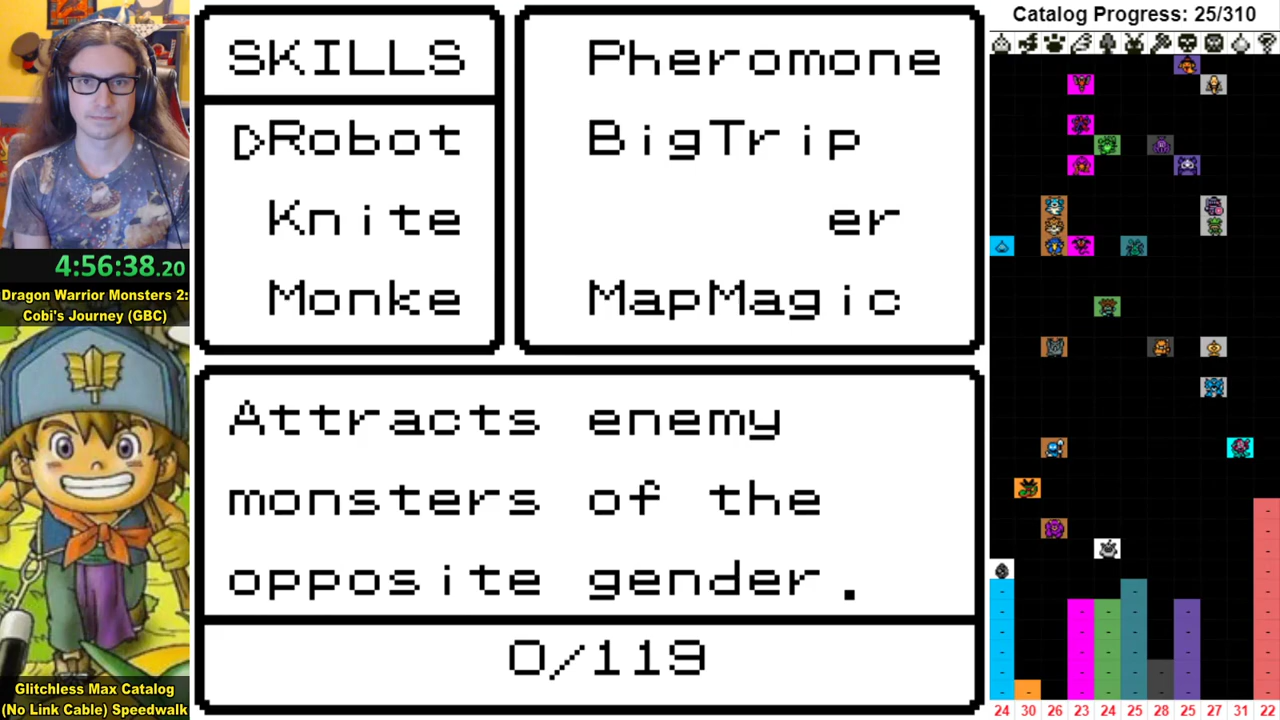 Catalog Progress: 25/310
SKILLS
Robot
Knite
Monke
Pheromone
BigTrip
er
MapMagic
Attracts enemy
monsters of the
opposite gender.
0/119
4:56:38.20
Dragon Warrior Monsters 2:
Cobi's Journey (GBC)
Glitchless Max Catalog
(No Link Cable) Speedwalk
24 30 26 23 24 25 28 25 27 31 22